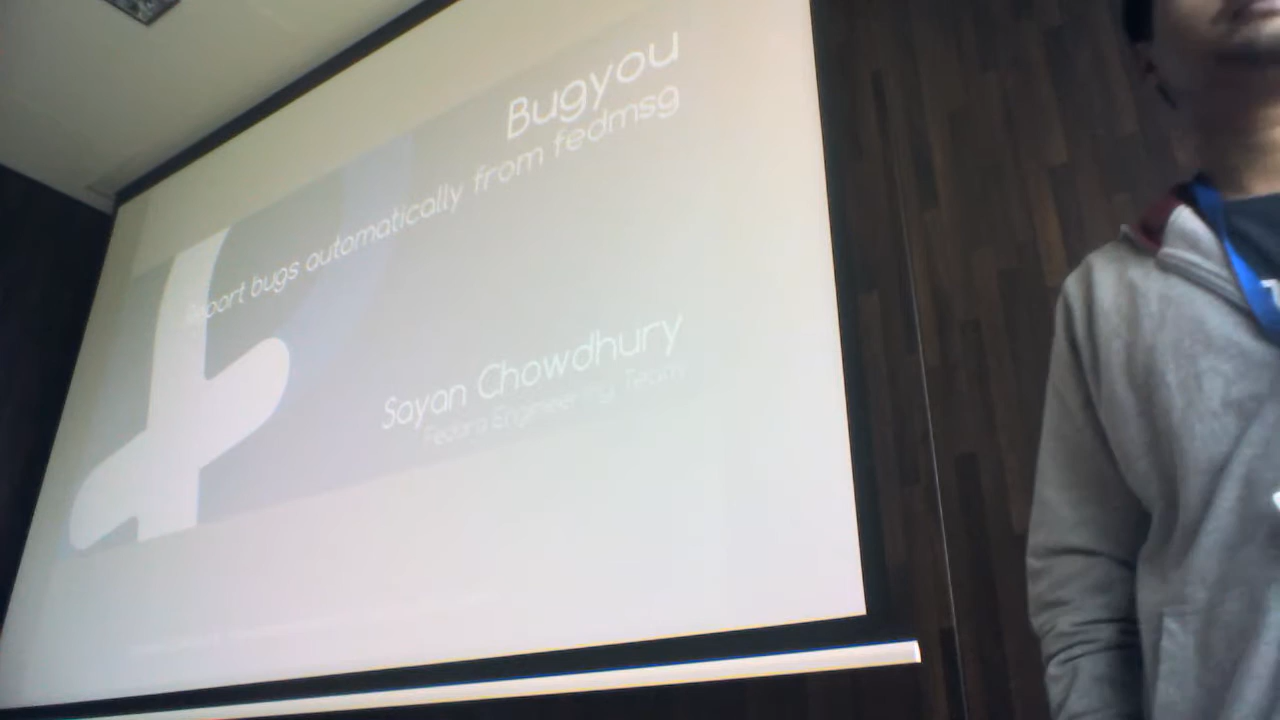 Bugyou
Report bugs automatically from fedmsg
Sayan Chowdhury
Fedora Engineering Team